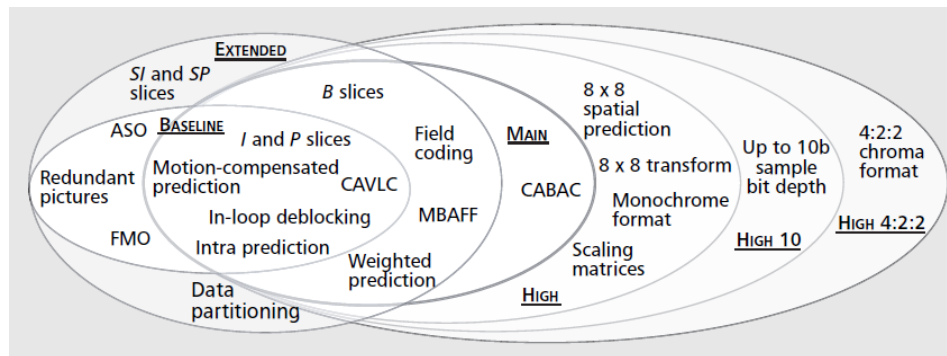 EXTENDED
SI and SP
slices
B slices
8 x 8
spatial
prediction
ASO
BASELINE
I and P slices
Field
coding
MAIN
4:2:2
chroma
format
Up to 10b
sample
bit depth
Redundant
pictures
Motion-compensated
prediction
CAVLC
8 x 8 transform
CABAC
Monochrome
format
In-loop deblocking
MBAFF
FMO
Intra prediction
HIGH 10
HIGH 4:2:2
Weighted
prediction
Scaling
matrices
HIGH
Data
partitioning